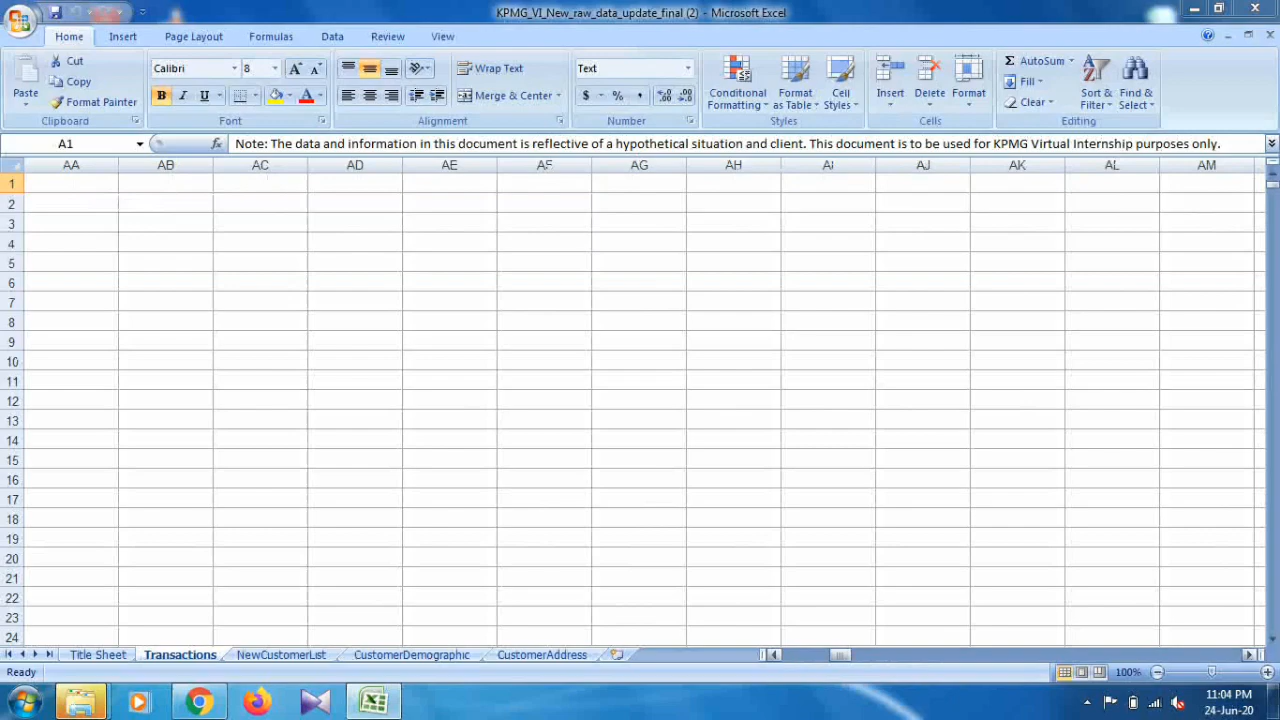 KPMG_VI_New_raw_data_update_final (2) - Microsoft Excel
Home Insert Page Layout Formulas Data Review View
Paste Cut Copy Format Painter Clipboard
Calibri 8 B I U A A A Font
Wrap Text Merge & Center Alignment
Text $ % , Number
Conditional Formatting Format as Table Cell Styles Styles
Insert Delete Format Cells
Σ AutoSum Fill Clear Sort & Filter Find & Select Editing
A1 fx Note: The data and information in this document is reflective of a hypothetical situation and client. This document is to be used for KPMG Virtual Internship purposes only.
AA AB AC AD AE AF AG AH AI AJ AK AL AM
1
2
3
4
5
6
7
8
9
10
11
12
13
14
15
16
17
18
19
20
21
22
23
24
Title Sheet Transactions NewCustomerList CustomerDemographic CustomerAddress
Ready 100%
11:04 PM
24-Jun-20